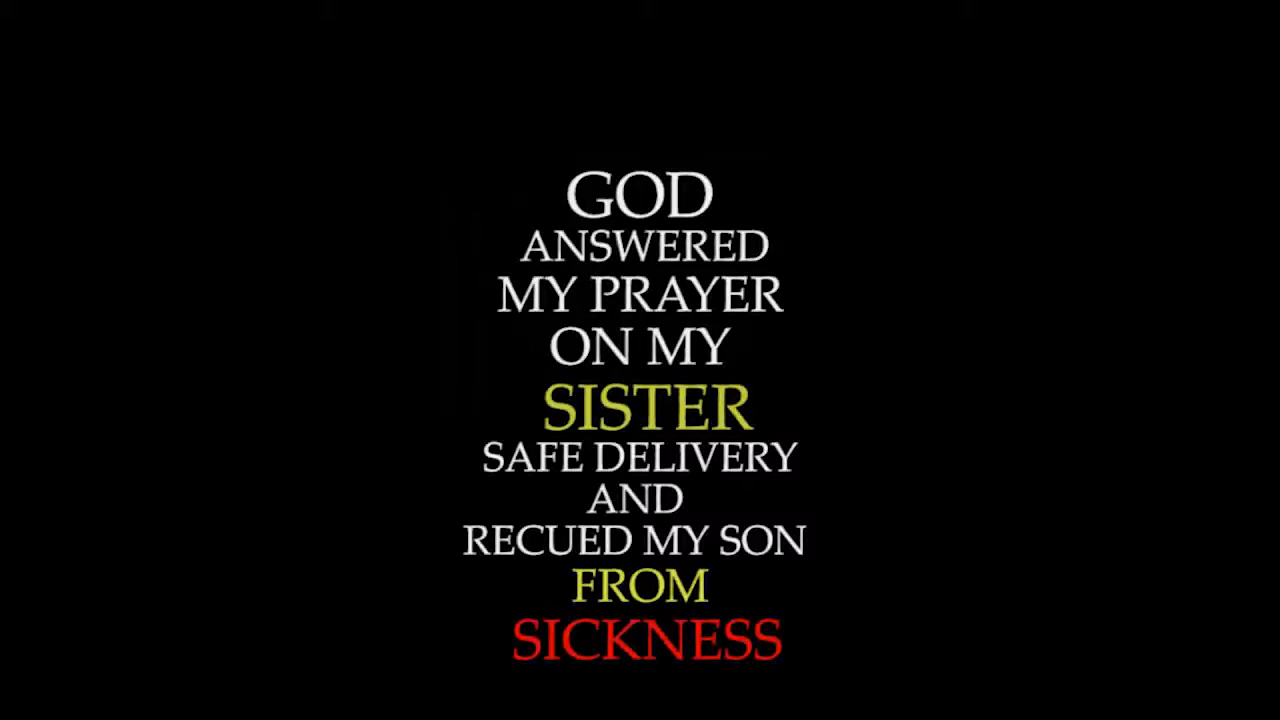 GOD
ANSWERED
MY PRAYER
ON MY
SISTER
SAFE DELIVERY
AND
RECUED MY SON
FROM
SICKNESS